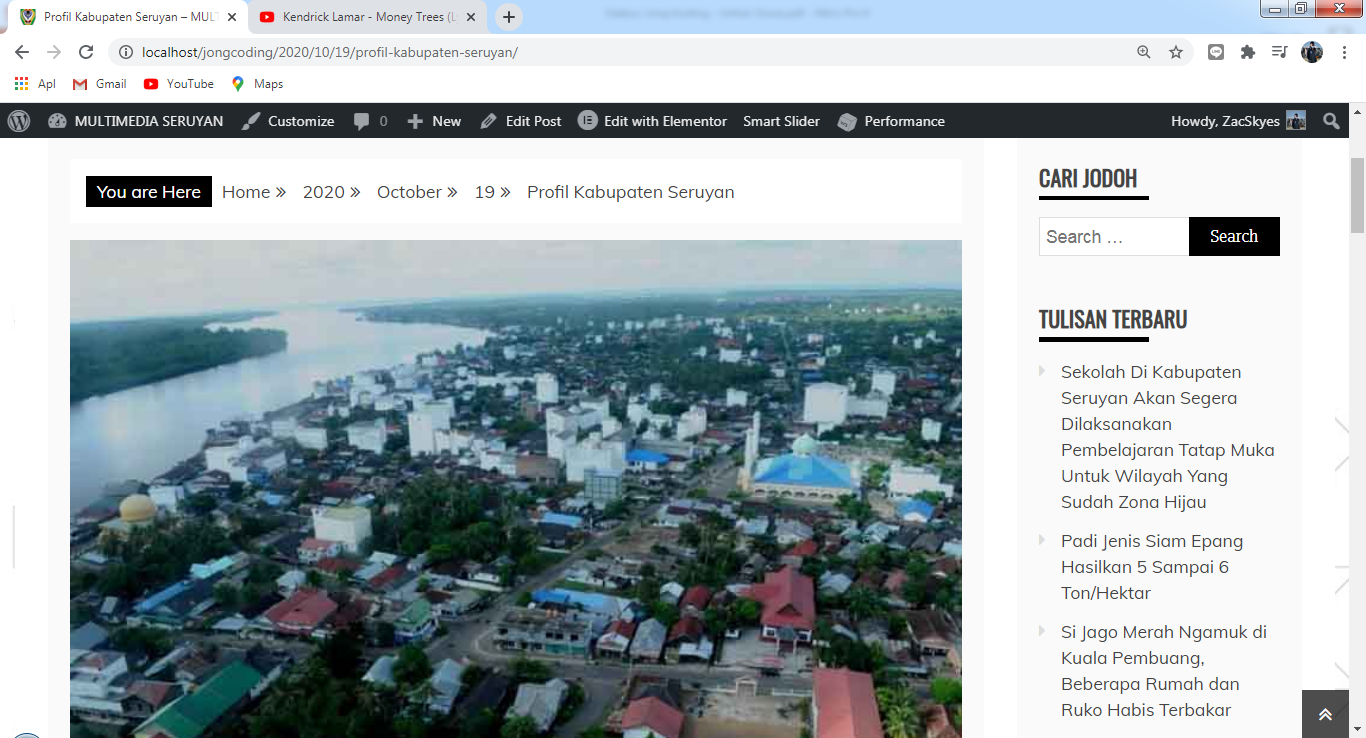 Profil Kabupaten Seruyan – MULT
Kendrick Lamar - Money Trees (L
localhost/jongcoding/2020/10/19/profil-kabupaten-seruyan/
Apl Gmail YouTube Maps
MULTIMEDIA SERUYAN Customize 0 New Edit Post Edit with Elementor Smart Slider Performance Howdy, ZacSkyes
You are Here Home » 2020 » October » 19 » Profil Kabupaten Seruyan
CARI JODOH
Search … Search
TULISAN TERBARU
Sekolah Di Kabupaten
Seruyan Akan Segera
Dilaksanakan
Pembelajaran Tatap Muka
Untuk Wilayah Yang
Sudah Zona Hijau
Padi Jenis Siam Epang
Hasilkan 5 Sampai 6
Ton/Hektar
Si Jago Merah Ngamuk di
Kuala Pembuang,
Beberapa Rumah dan
Ruko Habis Terbakar